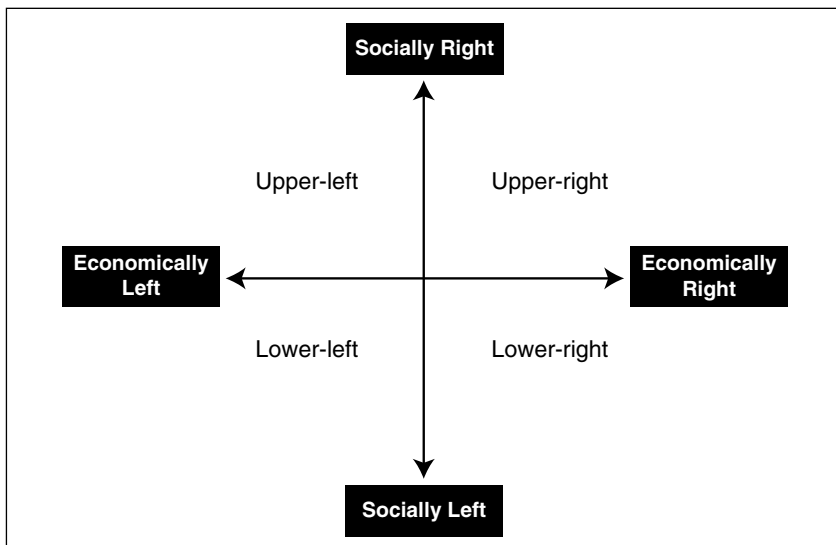 Socially Right
Upper-left
Upper-right
Economically
Left
Economically
Right
Lower-left
Lower-right
Socially Left